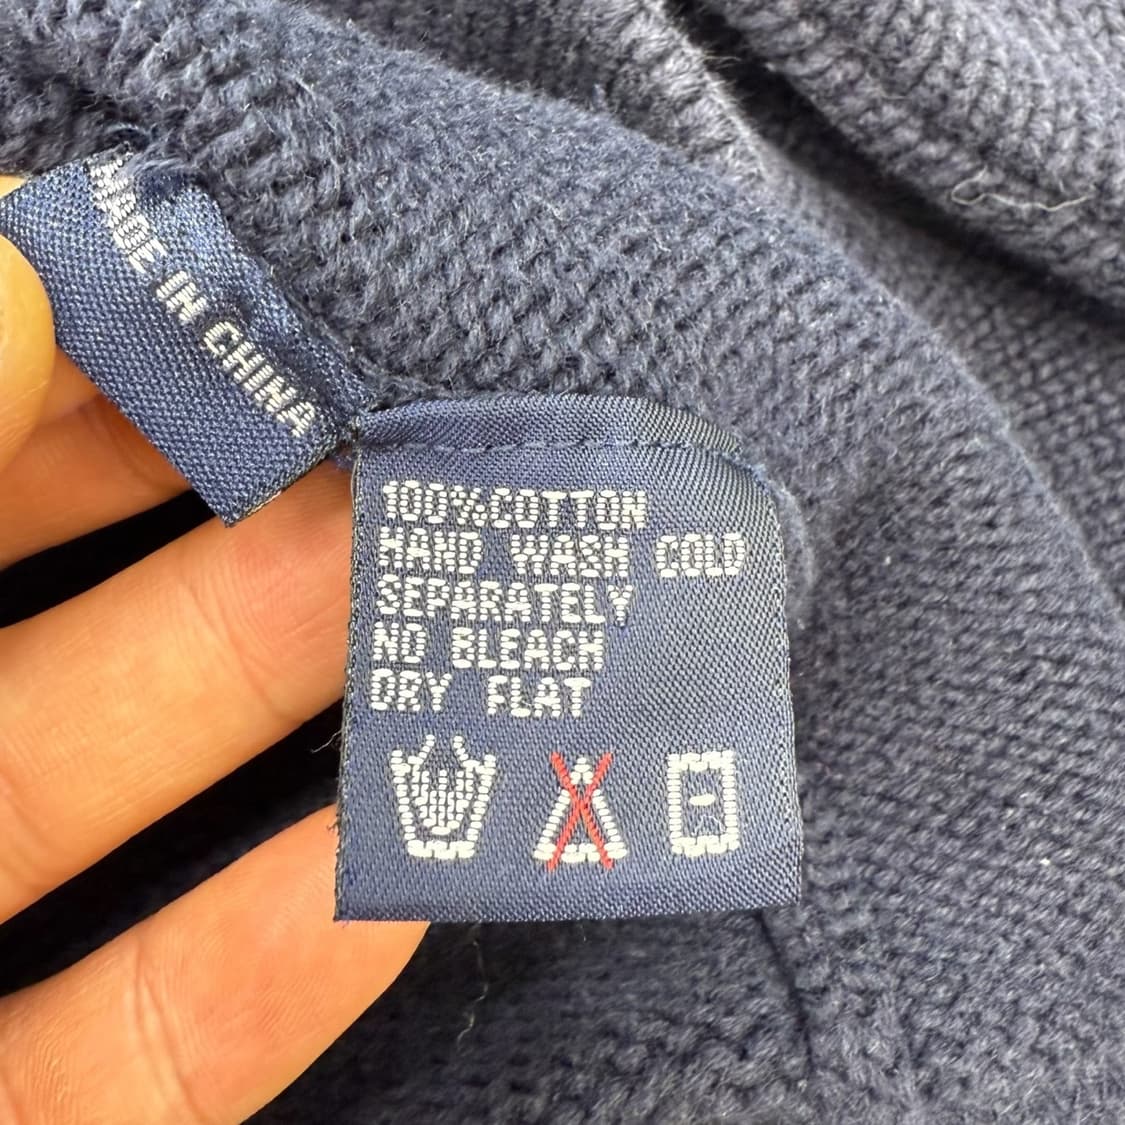 MADE IN CHINA
100%COTTON
HAND WASH COLD
SEPARATELY
NO BLEACH
DRY FLAT